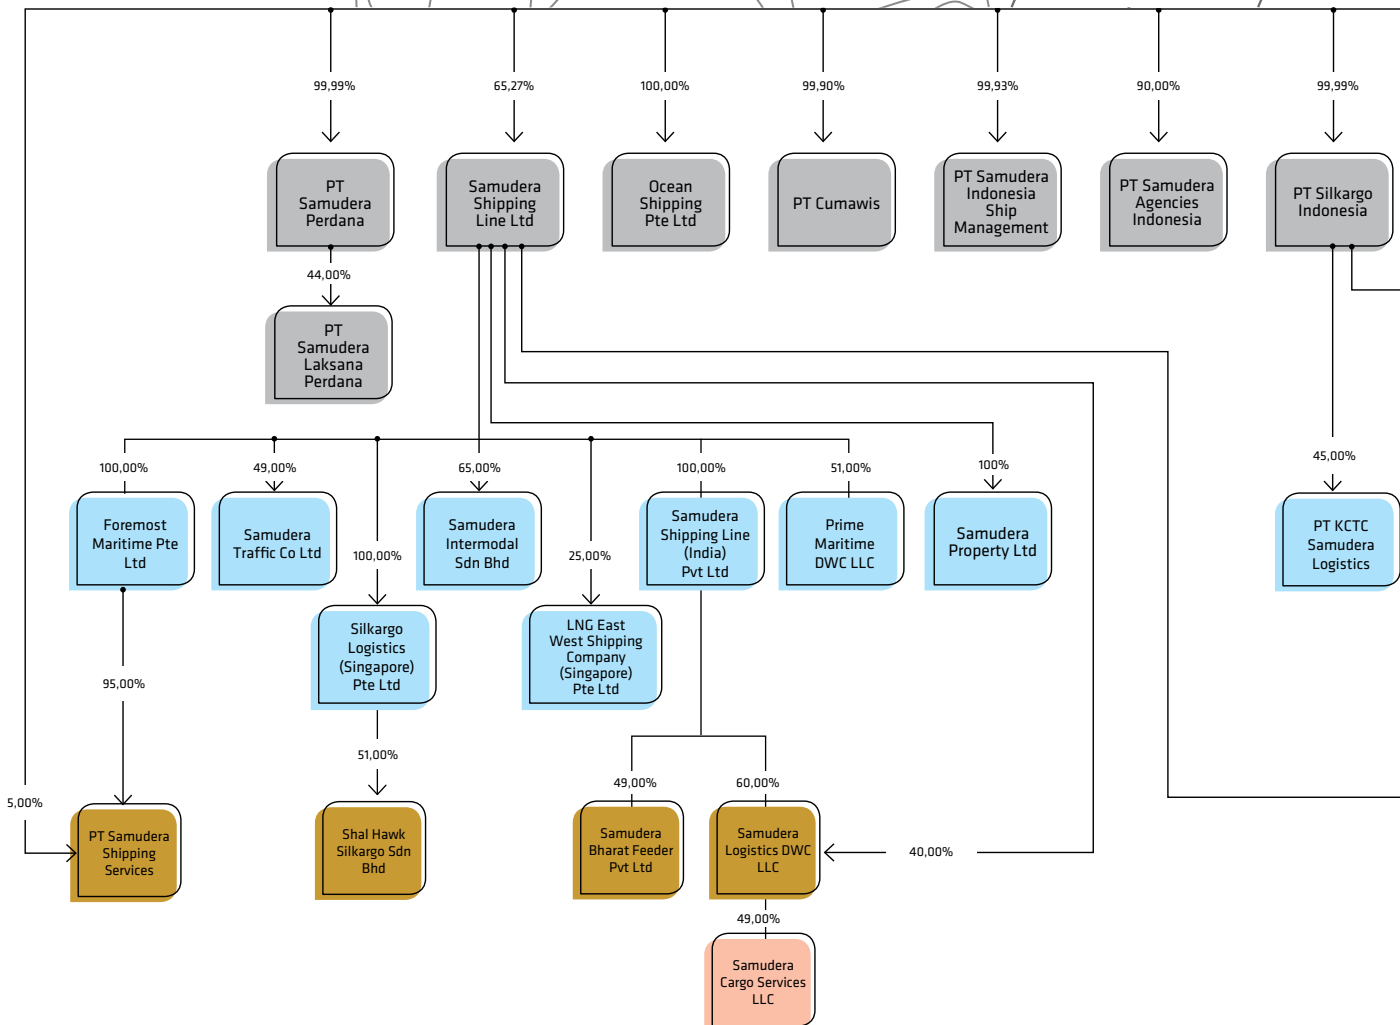 99,99%
65,27%
100,00%
99,90%
99,93%
90,00%
99,99%
PT
Samudera
Perdana
Samudera
Shipping
Line Ltd
Ocean
Shipping
Pte Ltd
PT Cumawis
PT Samudera
Indonesia
Ship
Management
PT Samudera
Agencies
Indonesia
PT Silkargo
Indonesia
44,00%
PT
Samudera
Laksana
Perdana
100,00%
49,00%
65,00%
100,00%
51,00%
100%
45,00%
Foremost
Maritime Pte
Ltd
Samudera
Traffic Co Ltd
100,00%
Samudera
Intermodal
Sdn Bhd
25,00%
Samudera
Shipping Line
(India)
Pvt Ltd
Prime
Maritime
DWC LLC
Samudera
Property Ltd
PT KCTC
Samudera
Logistics
Silkargo
Logistics
(Singapore)
Pte Ltd
LNG East
West Shipping
Company
(Singapore)
Pte Ltd
95,00%
51,00%
49,00%
60,00%
5,00%
PT Samudera
Shipping
Services
Shal Hawk
Silkargo Sdn
Bhd
Samudera
Bharat Feeder
Pvt Ltd
Samudera
Logistics DWC
LLC
40,00%
49,00%
Samudera
Cargo Services
LLC